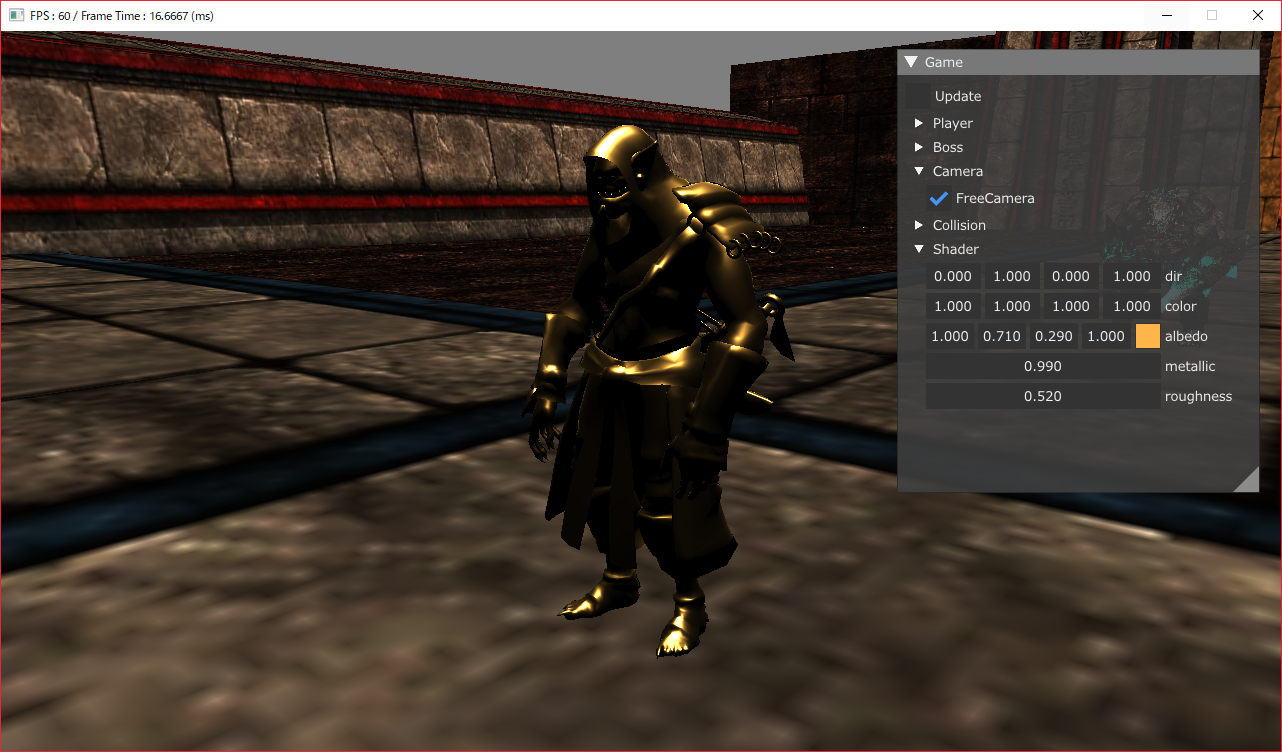 FPS : 60 / Frame Time : 16.6667 (ms)
Game
Update
Player
Boss
Camera
FreeCamera
Collision
Shader
0.000 1.000 0.000 1.000 dir
1.000 1.000 1.000 1.000 color
1.000 0.710 0.290 1.000 albedo
0.990 metallic
0.520 roughness